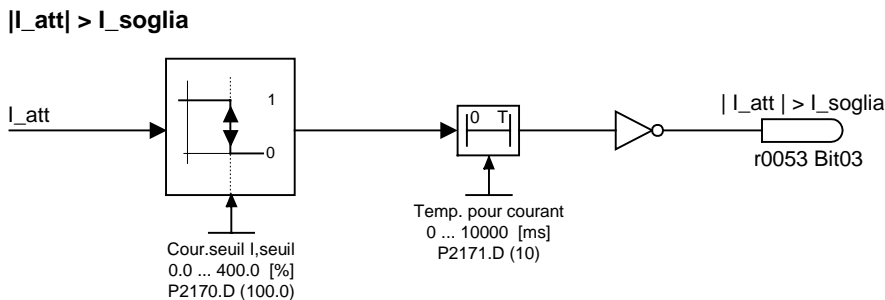 |I_att| > I_soglia
I_att
1
0
0 T
| I_att | > I_soglia
r0053 Bit03
Cour.seuil I,seuil
0.0 ... 400.0 [%]
P2170.D (100.0)
Temp. pour courant
0 ... 10000 [ms]
P2171.D (10)